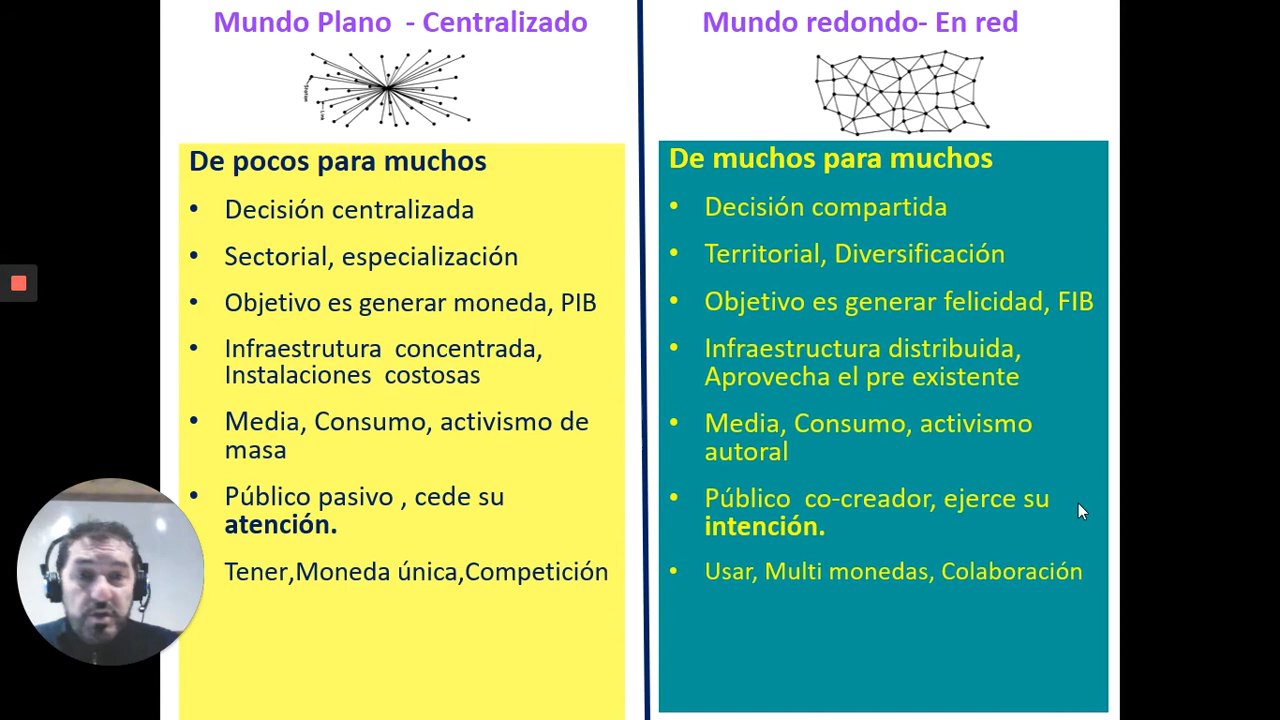 Mundo Plano - Centralizado
De pocos para muchos
• Decisión centralizada
• Sectorial, especialización
• Objetivo es generar moneda, PIB
• Infraestrutura concentrada,
Instalaciones costosas
• Media, Consumo, activismo de
masa
• Público pasivo , cede su
atención.
Tener,Moneda única,Competición
Mundo redondo- En red
De muchos para muchos
• Decisión compartida
• Territorial, Diversificación
• Objetivo es generar felicidad, FIB
• Infraestructura distribuida,
Aprovecha el pre existente
• Media, Consumo, activismo
autoral
• Público co-creador, ejerce su
intención.
• Usar, Multi monedas, Colaboración